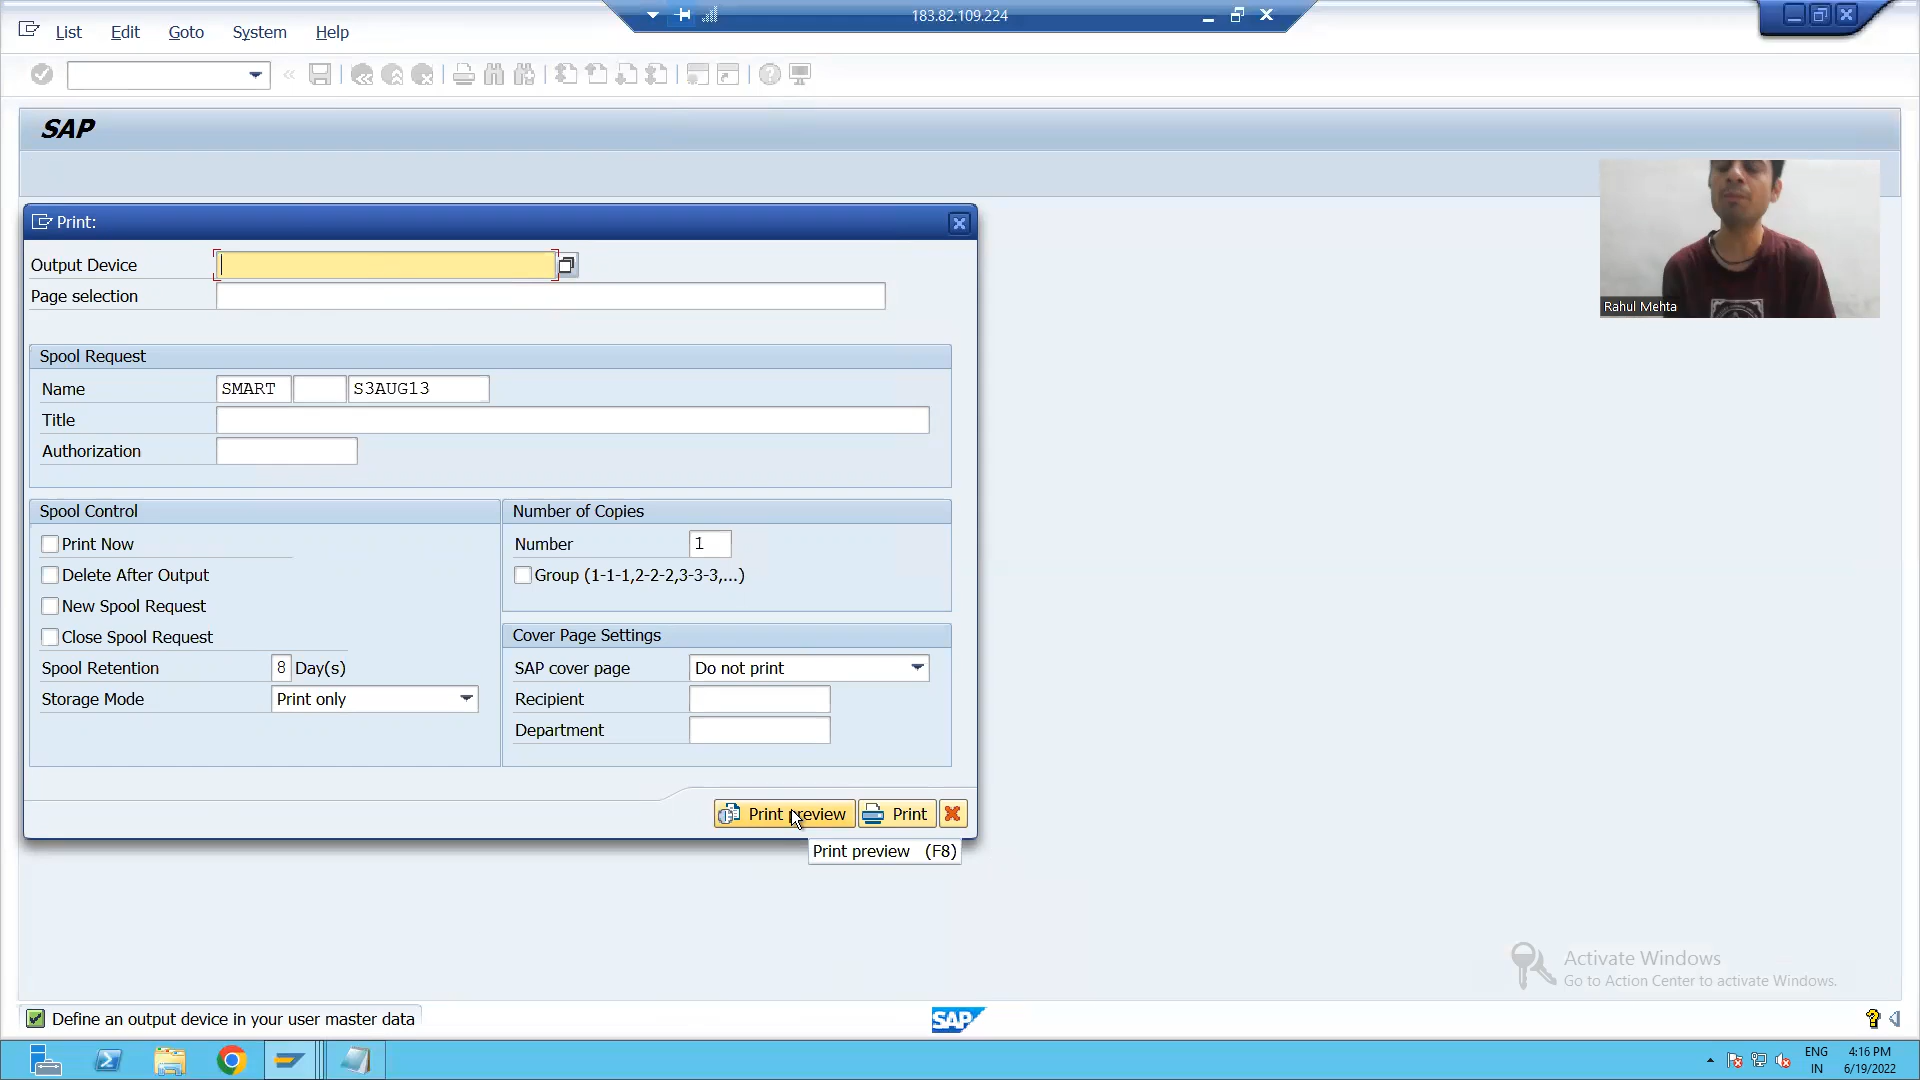 183.82.109.224
List Edit Goto System Help
SAP
Rahul Mehta
Print:
Output Device
Page selection
Spool Request
Name SMART S3AUG13
Title
Authorization
Spool Control
Print Now
Delete After Output
New Spool Request
Close Spool Request
Spool Retention 8 Day(s)
Storage Mode Print only
Number of Copies
Number 1
Group (1-1-1,2-2-2,3-3-3,...)
Cover Page Settings
SAP cover page Do not print
Recipient
Department
Print preview Print
Print preview (F8)
Activate Windows
Go to Action Center to activate Windows.
Define an output device in your user master data
SAP
ENG 4:16 PM
IN 6/19/2022